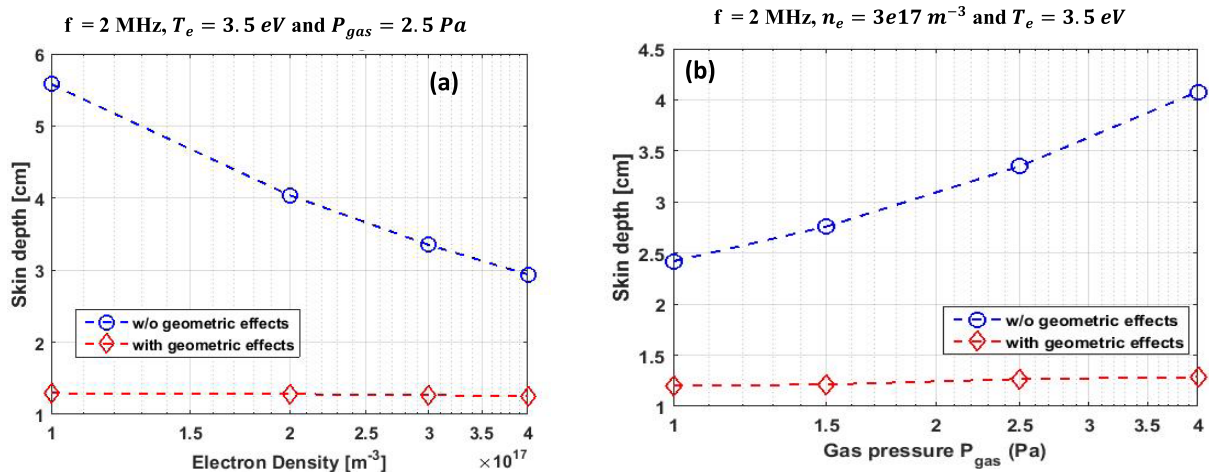 f = 2 MHz, T_e = 3.5 eV and P_gas = 2.5 Pa
(a)
6
5
4
3
2
1
Skin depth [cm]
w/o geometric effects
with geometric effects
1 1.5 2 2.5 3 3.5 4
Electron Density [m^-3]
×10^17
f = 2 MHz, n_e = 3e17 m^-3 and T_e = 3.5 eV
(b)
4.5
4
3.5
3
2.5
2
1.5
1
Skin depth [cm]
w/o geometric effects
with geometric effects
1 1.5 2 2.5 3 3.5 4
Gas pressure P_gas (Pa)